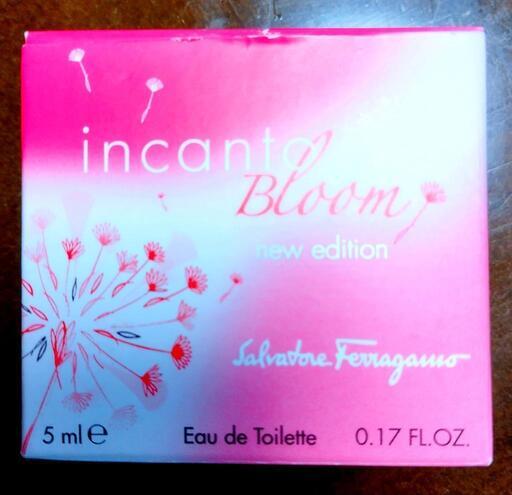 incanto
Bloom
new edition
Salvatore Ferragamo
5 ml ℮ Eau de Toilette 0.17 FL.OZ.